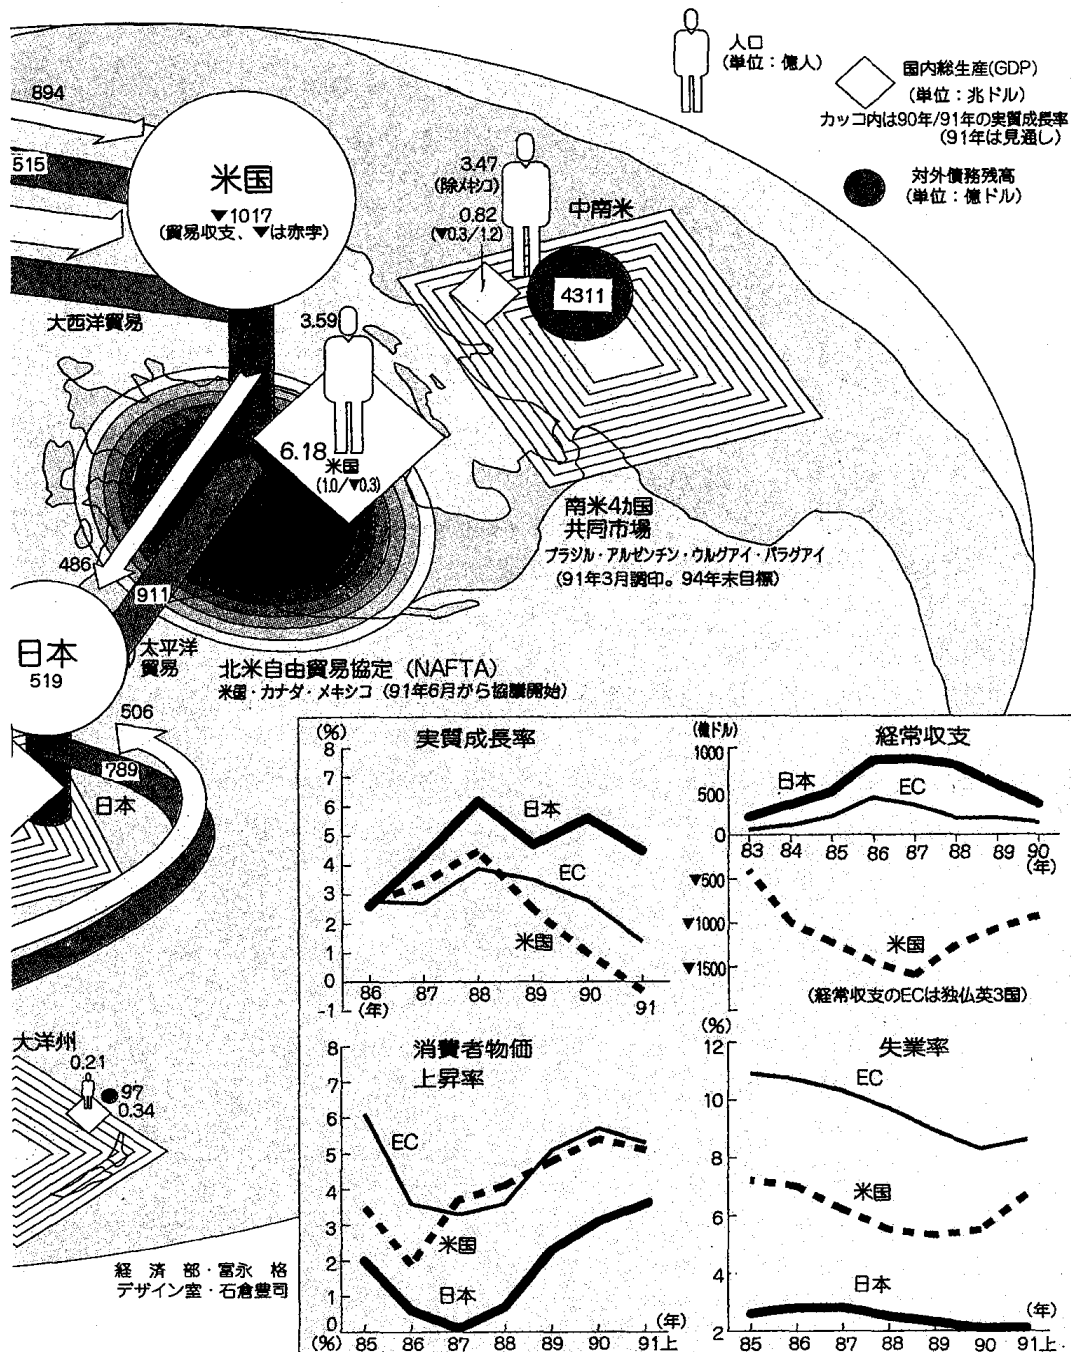 人口
(単位：億人)
国内総生産(GDP)
(単位：兆ドル)
カッコ内は90年/91年の実質成長率
(91年は見通し)
対外債務残高
(単位：億ドル)
894
515
米国
▼1017
(貿易収支、▼は赤字)
大西洋貿易
3.47
(除メキシコ)
0.82
(▼0.3/1.2)
中南米
4311
3.59
6.18
米国
(1.0/▼0.3)
南米4カ国
共同市場
ブラジル・アルゼンチン・ウルグアイ・パラグアイ
(91年3月調印。94年末目標)
486
911
日本
519
太平洋
貿易
北米自由貿易協定 (NAFTA)
米国・カナダ・メキシコ (91年6月から協議開始)
506
789
日本
大洋州
0.21
97
0.34
経済部・富永 格
デザイン室・石倉豊司
(%)
実質成長率
8
7
6
5
4
3
2
1
0
-1
日本
EC
米国
86 87 88 89 90 91
(年)
(億ドル)
経常収支
1000
500
0
▼500
▼1000
▼1500
日本
EC
米国
83 84 85 86 87 88 89 90
(年)
(経常収支のECは独仏英3国)
消費者物価
上昇率
8
7
6
5
4
3
2
1
0
(%)
EC
米国
日本
(年)
85 86 87 88 89 90 91上
(%)
失業率
12
10
8
6
4
2
EC
米国
日本
(年)
85 86 87 88 89 90 91上